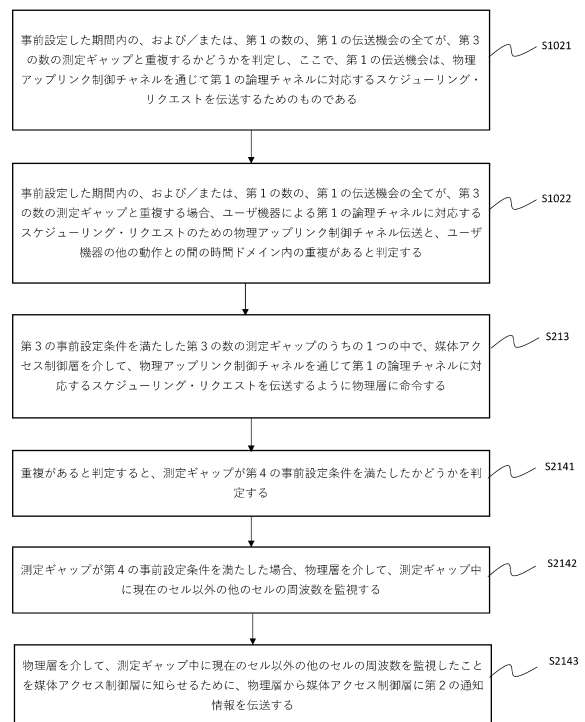 事前設定した期間内の、および／または、第１の数の、第１の伝送機会の全てが、第３
の数の測定ギャップと重複するかどうかを判定し、ここで、第１の伝送機会は、物理
アップリンク制御チャネルを通じて第１の論理チャネルに対応するスケジューリング・
リクエストを伝送するためのものである
S1021
事前設定した期間内の、および／または、第１の数の、第１の伝送機会の全てが、第３
の数の測定ギャップと重複する場合、ユーザ機器による第１の論理チャネルに対応する
スケジューリング・リクエストのための物理アップリンク制御チャネル伝送と、ユーザ
機器の他の動作との間の時間ドメイン内の重複があると判定する
S1022
第３の事前設定条件を満たした第３の数の測定ギャップのうちの１つの中で、媒体アク
セス制御層を介して、物理アップリンク制御チャネルを通じて第１の論理チャネルに対
応するスケジューリング・リクエストを伝送するように物理層に命令する
S213
重複があると判定すると、測定ギャップが第４の事前設定条件を満たしたかどうかを判
定する
S2141
測定ギャップが第４の事前設定条件を満たした場合、物理層を介して、測定ギャップ中
に現在のセル以外の他のセルの周波数を監視する
S2142
物理層を介して、測定ギャップ中に現在のセル以外の他のセルの周波数を監視したこと
を媒体アクセス制御層に知らせるために、物理層から媒体アクセス制御層に第２の通知
情報を伝送する
S2143